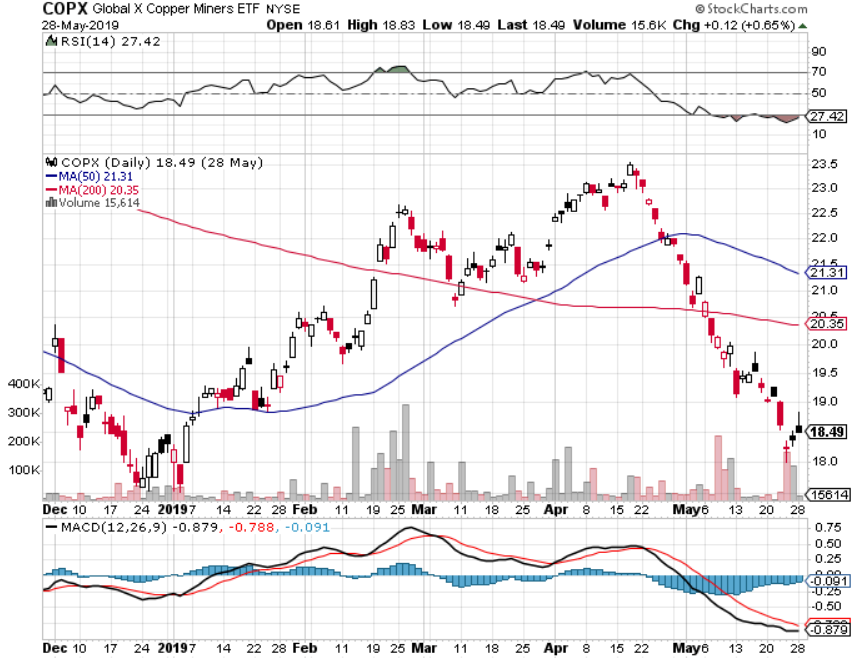 COPX Global X Copper Miners ETF NYSE © StockCharts.com
28-May-2019 Open 18.61 High 18.83 Low 18.49 Last 18.49 Volume 15.6K Chg +0.12 (+0.65%)
RSI(14) 27.42
90
70
50
27.42
10
COPX (Daily) 18.49 (28 May)
MA(50) 21.31
MA(200) 20.35
Volume 15,614
23.5
23.0
22.5
22.0
21.5
21.31
21.0
20.5
20.35
20.0
19.5
19.0
18.49
18.0
15614
400K
300K
200K
100K
Dec 10 17 24 2019 7 14 22 28 Feb 11 19 25 Mar 11 18 25 Apr 8 15 22 May 6 13 20 28
MACD(12,26,9) -0.879, -0.788, -0.091
0.75
0.50
0.25
-0.091
-0.25
-0.50
-0.879
Dec 10 17 24 2019 7 14 22 28 Feb 11 19 25 Mar 11 18 25 Apr 8 15 22 May 6 13 20 28